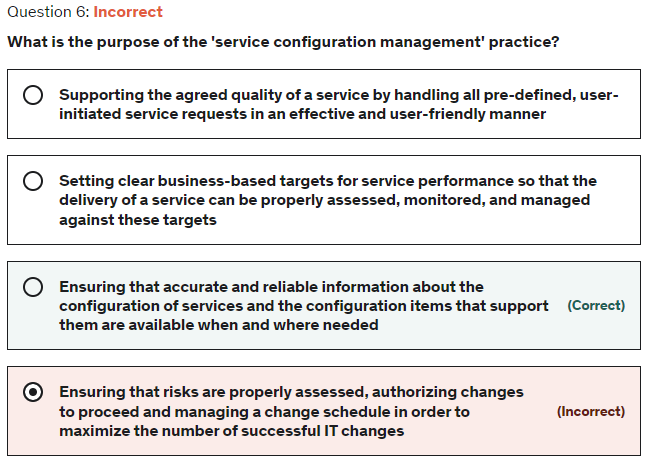 Question 6: Incorrect
What is the purpose of the 'service configuration management' practice?
Supporting the agreed quality of a service by handling all pre-defined, user-
initiated service requests in an effective and user-friendly manner
Setting clear business-based targets for service performance so that the
delivery of a service can be properly assessed, monitored, and managed
against these targets
Ensuring that accurate and reliable information about the
configuration of services and the configuration items that support
them are available when and where needed
(Correct)
Ensuring that risks are properly assessed, authorizing changes
to proceed and managing a change schedule in order to
maximize the number of successful IT changes
(Incorrect)